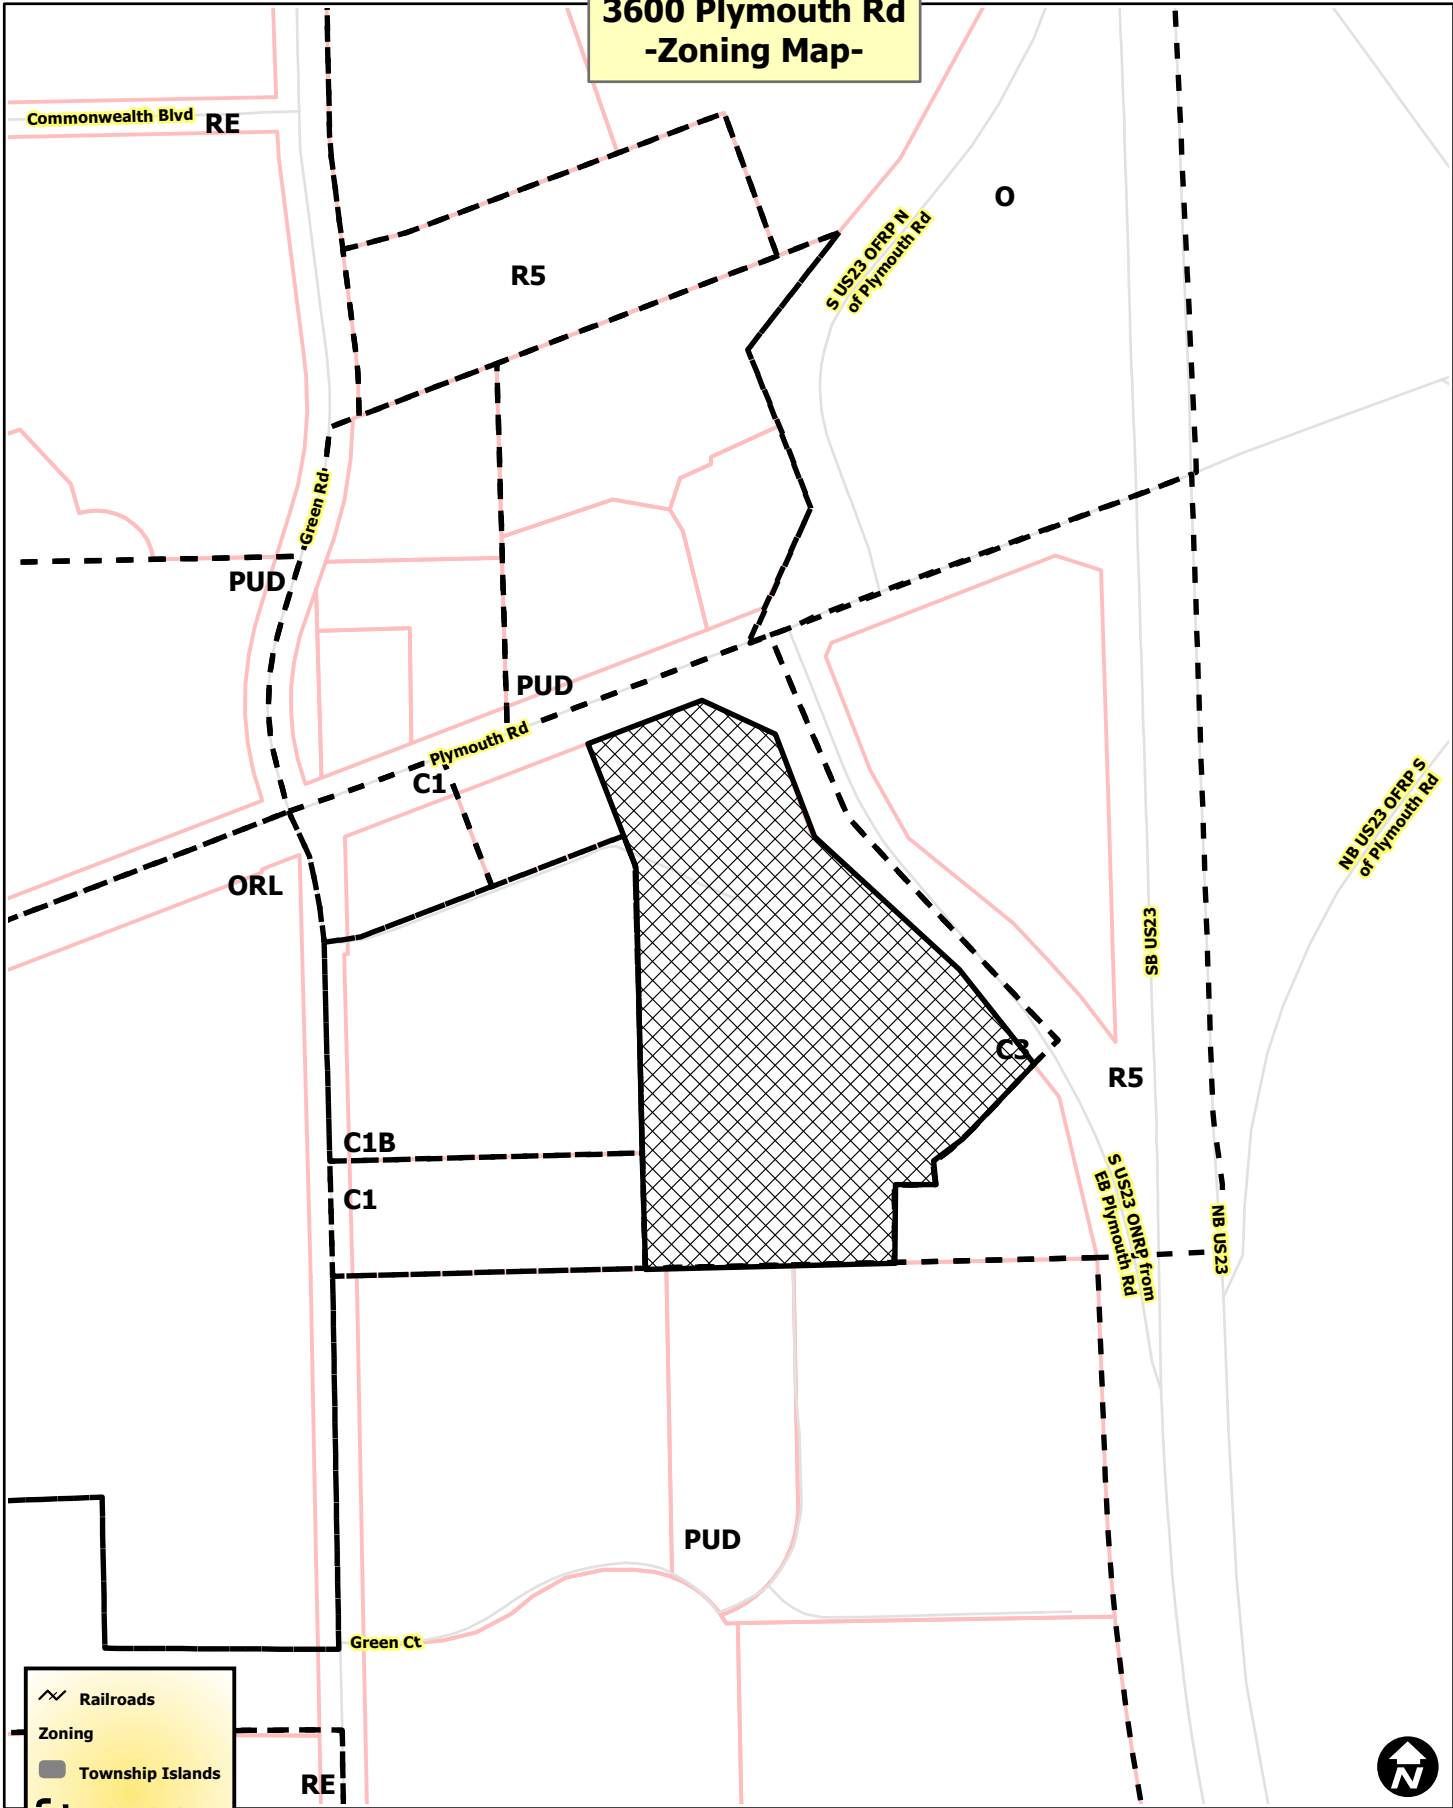 3600 Plymouth Rd
-Zoning Map-
Commonwealth Blvd
RE
O
S US23 OFRP N
of Plymouth Rd
R5
Green Rd
PUD
PUD
Plymouth Rd
C1
NB US23 OFRP S
of Plymouth Rd
ORL
SB US23
C3
R5
C1B
C1
S US23 ONRP from
EB Plymouth Rd
NB US23
PUD
Green Ct
Railroads
Zoning
Township Islands
RE
N